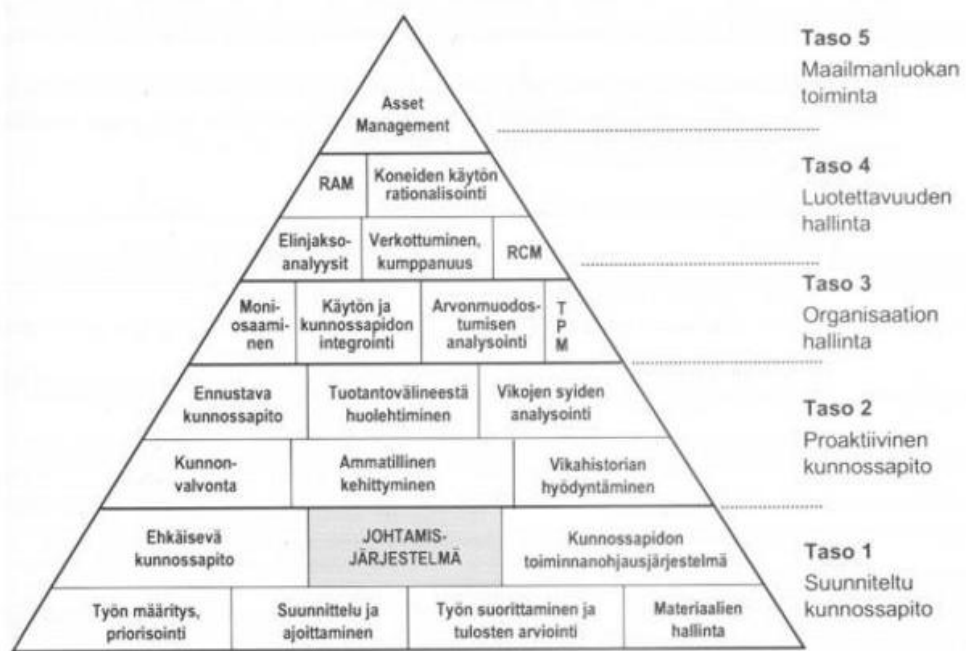 Asset
Management
RAM
Koneiden käytön
rationalisointi
Elinjakso-
analyysit
Verkottuminen,
kumppanuus
RCM
Moni-
osaami-
nen
Käytön ja
kunnossapidon
integrointi
Arvonmuodos-
tumisen
analysointi
T
P
M
Ennustava
kunnossapito
Tuotantovälineestä
huolehtiminen
Vikojen syiden
analysointi
Kunnon-
valvonta
Ammatillinen
kehittyminen
Vikahistorian
hyödyntäminen
Ehkäisevä
kunnossapito
JOHTAMIS-
JÄRJESTELMÄ
Kunnossapidon
toiminnanohjausjärjestelmä
Työn määritys,
priorisointi
Suunnittelu ja
ajoittaminen
Työn suorittaminen ja
tulosten arviointi
Materiaalien
hallinta
Taso 5
Maailmanluokan
toiminta
Taso 4
Luotettavuuden
hallinta
Taso 3
Organisaation
hallinta
Taso 2
Proaktiivinen
kunnossapito
Taso 1
Suunniteltu
kunnossapito